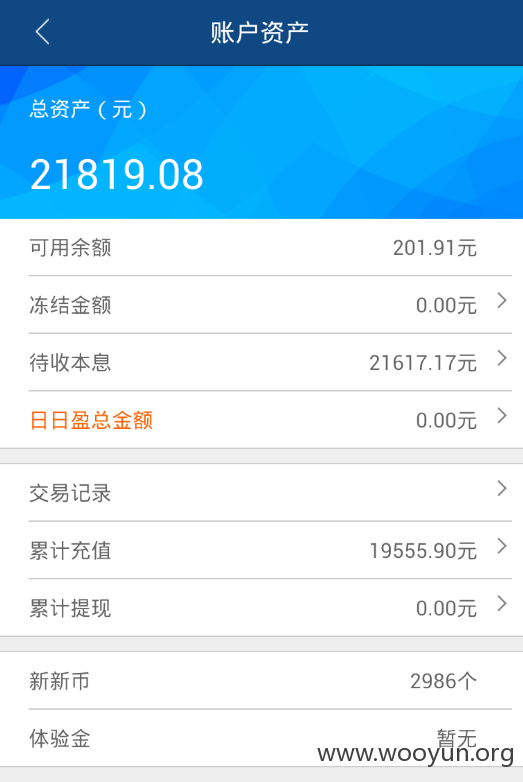 账户资产
总资产（元）
21819.08
可用余额 201.91元
冻结金额 0.00元
待收本息 21617.17元
日日盈总金额 0.00元
交易记录
累计充值 19555.90元
累计提现 0.00元
新新币 2986个
体验金 暂无
www.wooyun.org